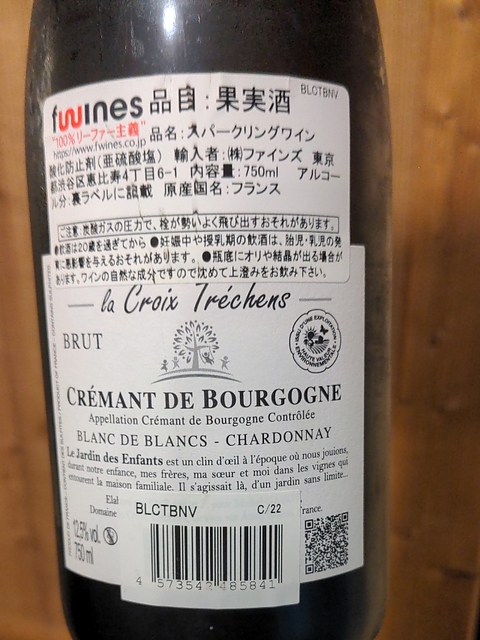 BLCTBNV
fwines 品目：果実酒
"100%リーファー主義" 品名：スパークリングワイン
https://www.fwines.co.jp
酸化防止剤（亜硫酸塩） 輸入者：㈱ファインズ 東京
都渋谷区恵比寿4丁目6−1 内容量：750ml アルコー
ル分：裏ラベルに記載 原産国名：フランス
ご注意：炭酸ガスの圧力で、栓が勢いよく飛び出すおそれがあります。
●飲酒は20歳を過ぎてから ●妊娠中や授乳期の飲酒は、胎児・乳児の発
育に悪影響を与えるおそれがあります。 ●瓶底にオリや結晶が出る場合が
あります。ワインの自然な成分ですので沈めて上澄みをお飲み下さい。
la Croix Tréchens
BRUT
ISSU D'UNE EXPLOITATION
HAUTE VALEUR ENVIRONNEMENTALE
CRÉMANT DE BOURGOGNE
Appellation Crémant de Bourgogne Contrôlée
BLANC DE BLANCS - CHARDONNAY
Le Jardin des Enfants est un clin d'œil à l'époque où nous jouions,
durant notre enfance, mes frères, ma sœur et moi dans les vignes qui
entourent la maison familiale. Il s'agissait là, d'un jardin sans limite...
Elal
Domaine
rance.
12,5% vol.
750 ml
BLCTBNV C/22
4 573542 485841